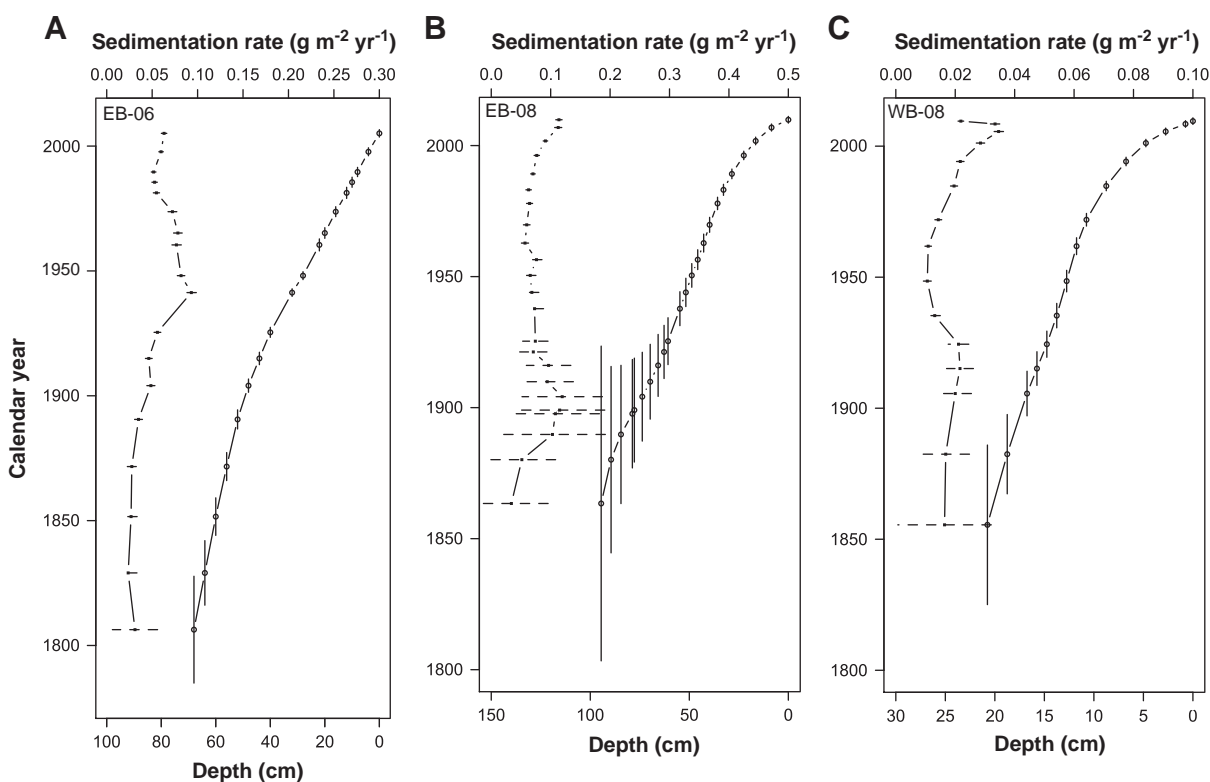 A
Sedimentation rate (g m-2 yr-1)
0.00 0.05 0.10 0.15 0.20 0.25 0.30
EB-06
2000
1950
1900
1850
1800
Calendar year
100 80 60 40 20 0
Depth (cm)
B
Sedimentation rate (g m-2 yr-1)
0.0 0.1 0.2 0.3 0.4 0.5
EB-08
2000
1950
1900
1850
1800
150 100 50 0
Depth (cm)
C
Sedimentation rate (g m-2 yr-1)
0.00 0.02 0.04 0.06 0.08 0.10
WB-08
2000
1950
1900
1850
1800
30 25 20 15 10 5 0
Depth (cm)